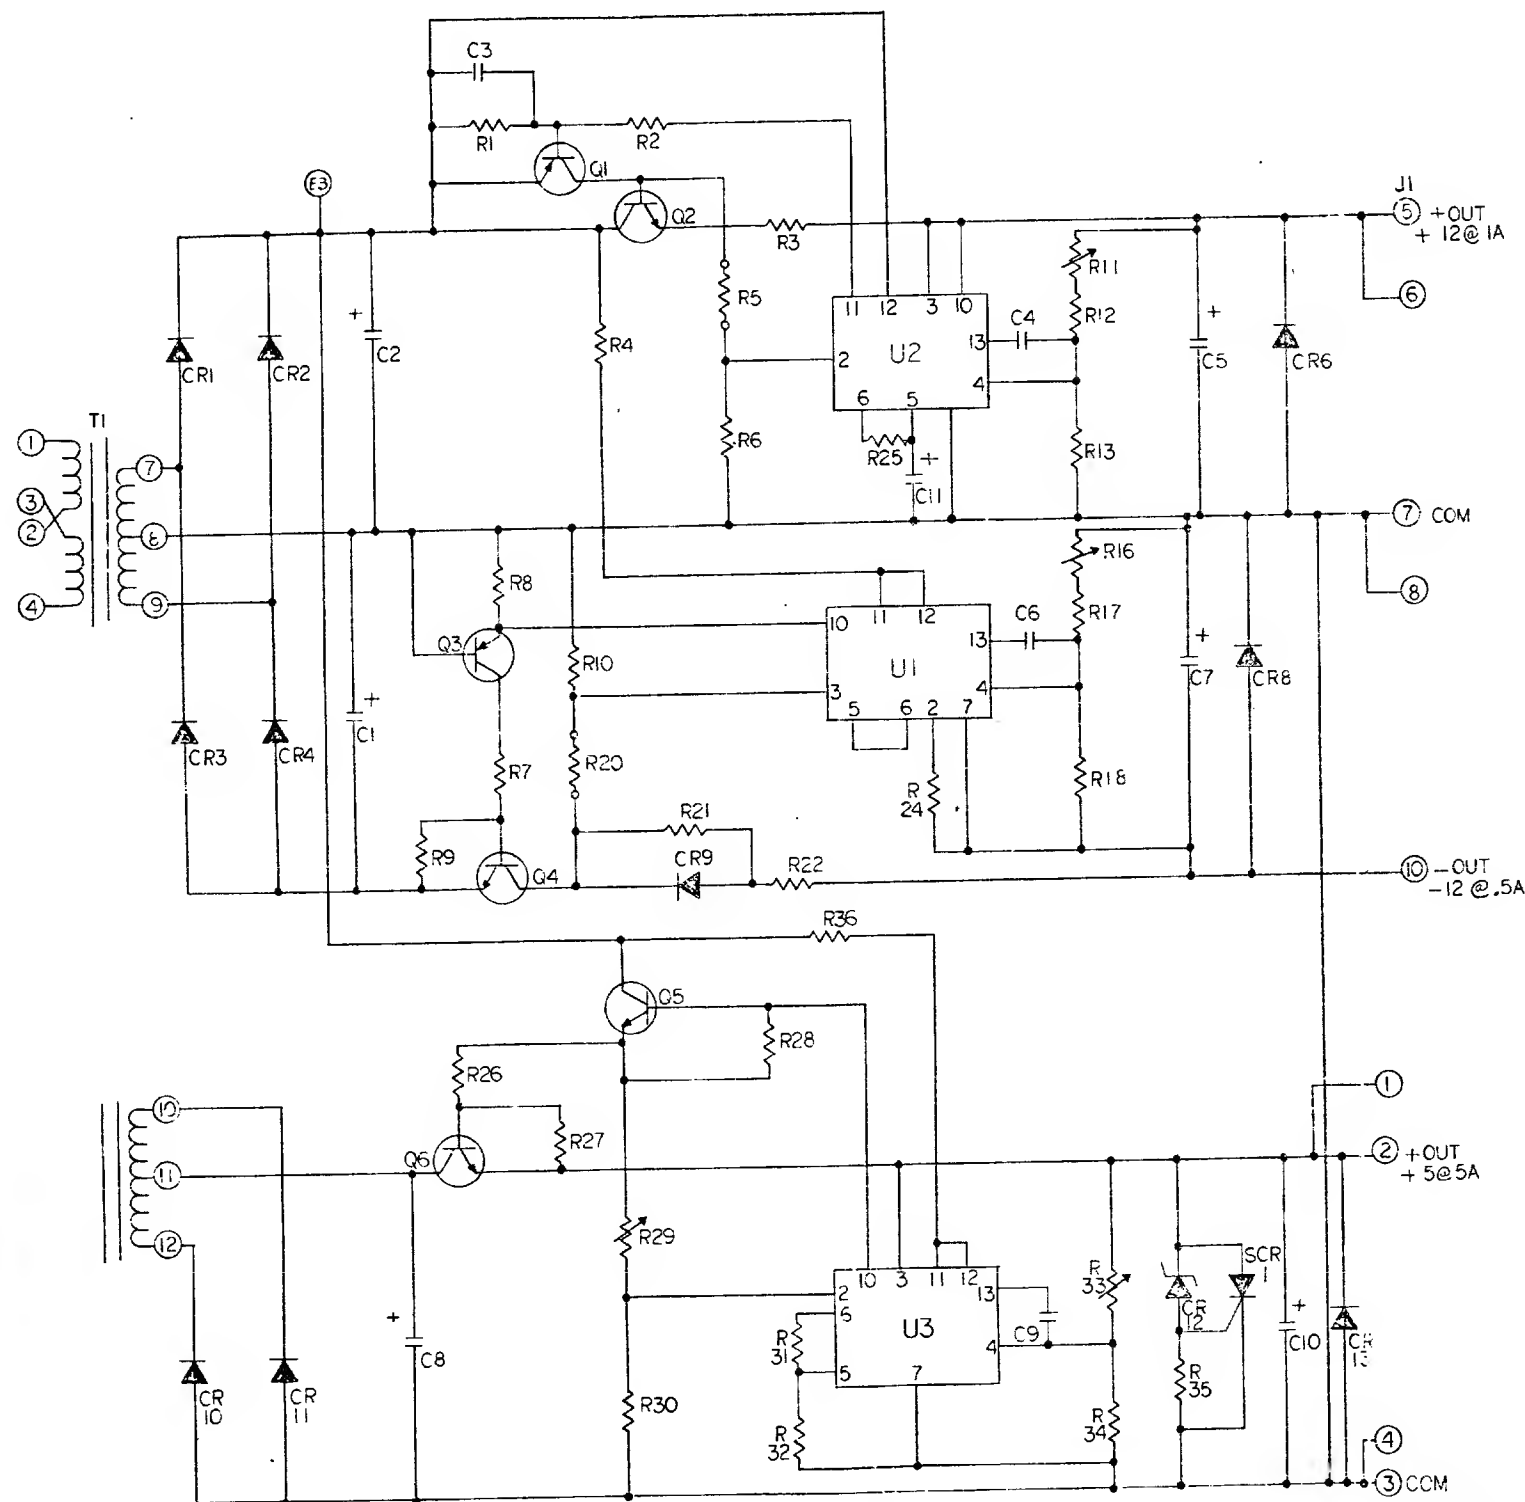 C3
R1
R2
Q1
E3
Q2
R3
J1
5 +OUT
+ 12@ 1A
6
R11
R5
11 12 3 10
R12
+
C2
R4
CR1
CR2
C4
13
U2
2
4
+
C5
CR6
6 5
R6
R25
+
C11
R13
T1
1
7
3
2
8
4
9
7 COM
R8
R16
8
11 12
R17
10
C6
13
Q3
R10
U1
3
4
5 6 2 7
+
C7
CR8
+
C1
CR3
CR4
R7
R20
R
24
R18
R21
R9
CR9
Q4
R22
10 -OUT
-12 @ .5A
R36
Q5
R28
R26
1
10
R27
Q6
11
2 +OUT
+ 5@5A
12
R29
10 3 11 12
R
33
SCR
1
2
13
6
U3
C9
CR
12
+
C10
CR
13
+
C8
R
31
4
5
7
R
35
CR
10
CR
11
R30
R
32
R
34
4
3 COM